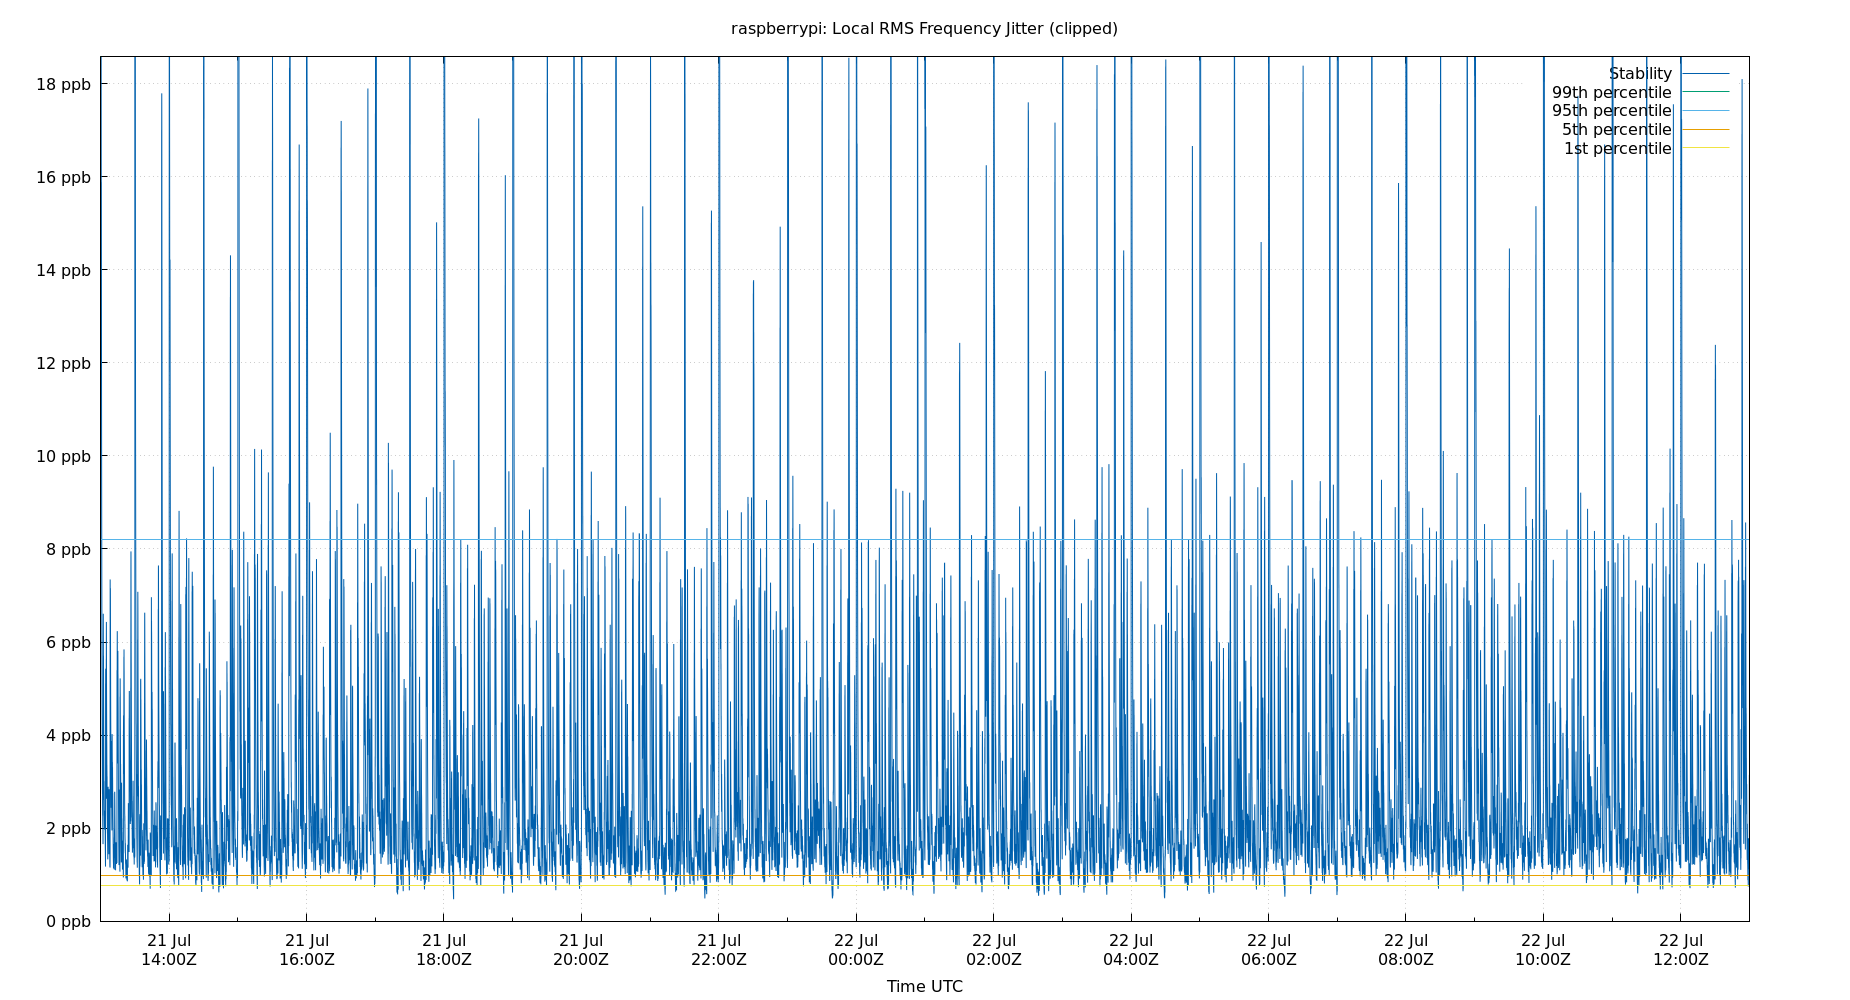 raspberrypi: Local RMS Frequency Jitter (clipped)
18 ppb
16 ppb
14 ppb
12 ppb
10 ppb
8 ppb
6 ppb
4 ppb
2 ppb
0 ppb
Stability
99th percentile
95th percentile
5th percentile
1st percentile
21 Jul 21 Jul 21 Jul 21 Jul 21 Jul 22 Jul 22 Jul 22 Jul 22 Jul 22 Jul 22 Jul 22 Jul
14:00Z 16:00Z 18:00Z 20:00Z 22:00Z 00:00Z 02:00Z 04:00Z 06:00Z 08:00Z 10:00Z 12:00Z
Time UTC